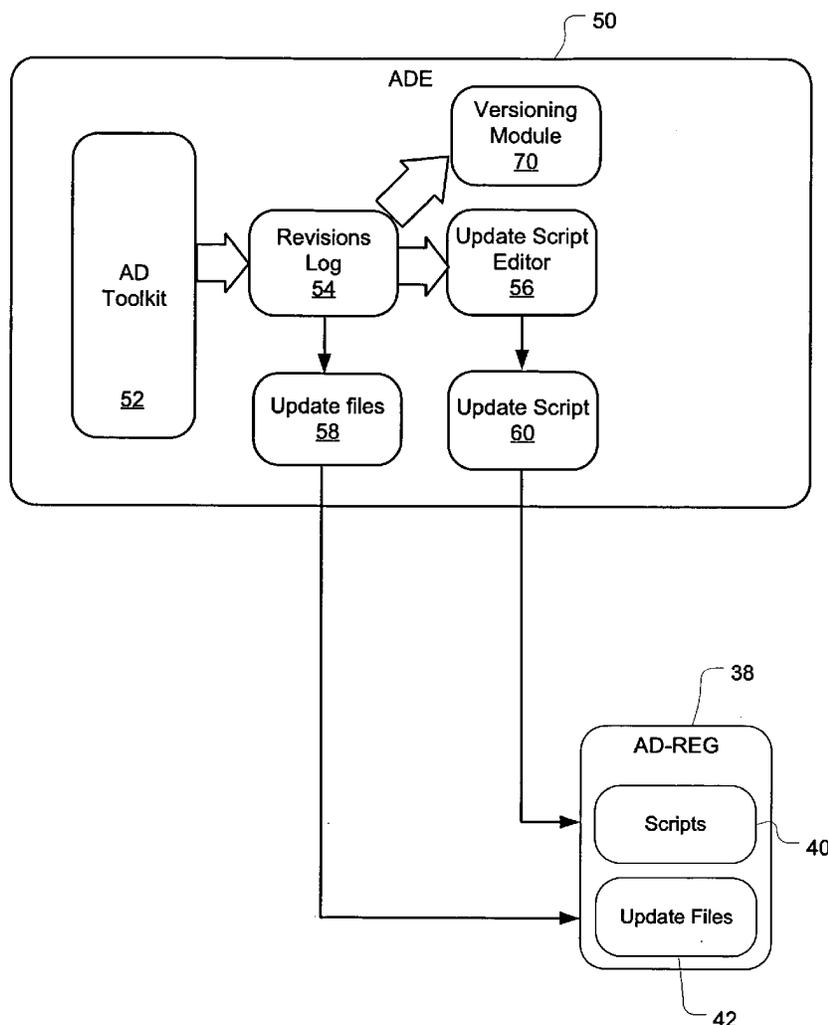 50
ADE
Versioning
Module
70
AD
Toolkit
52
Revisions
Log
54
Update Script
Editor
56
Update files
58
Update Script
60
38
AD-REG
Scripts
40
Update Files
42